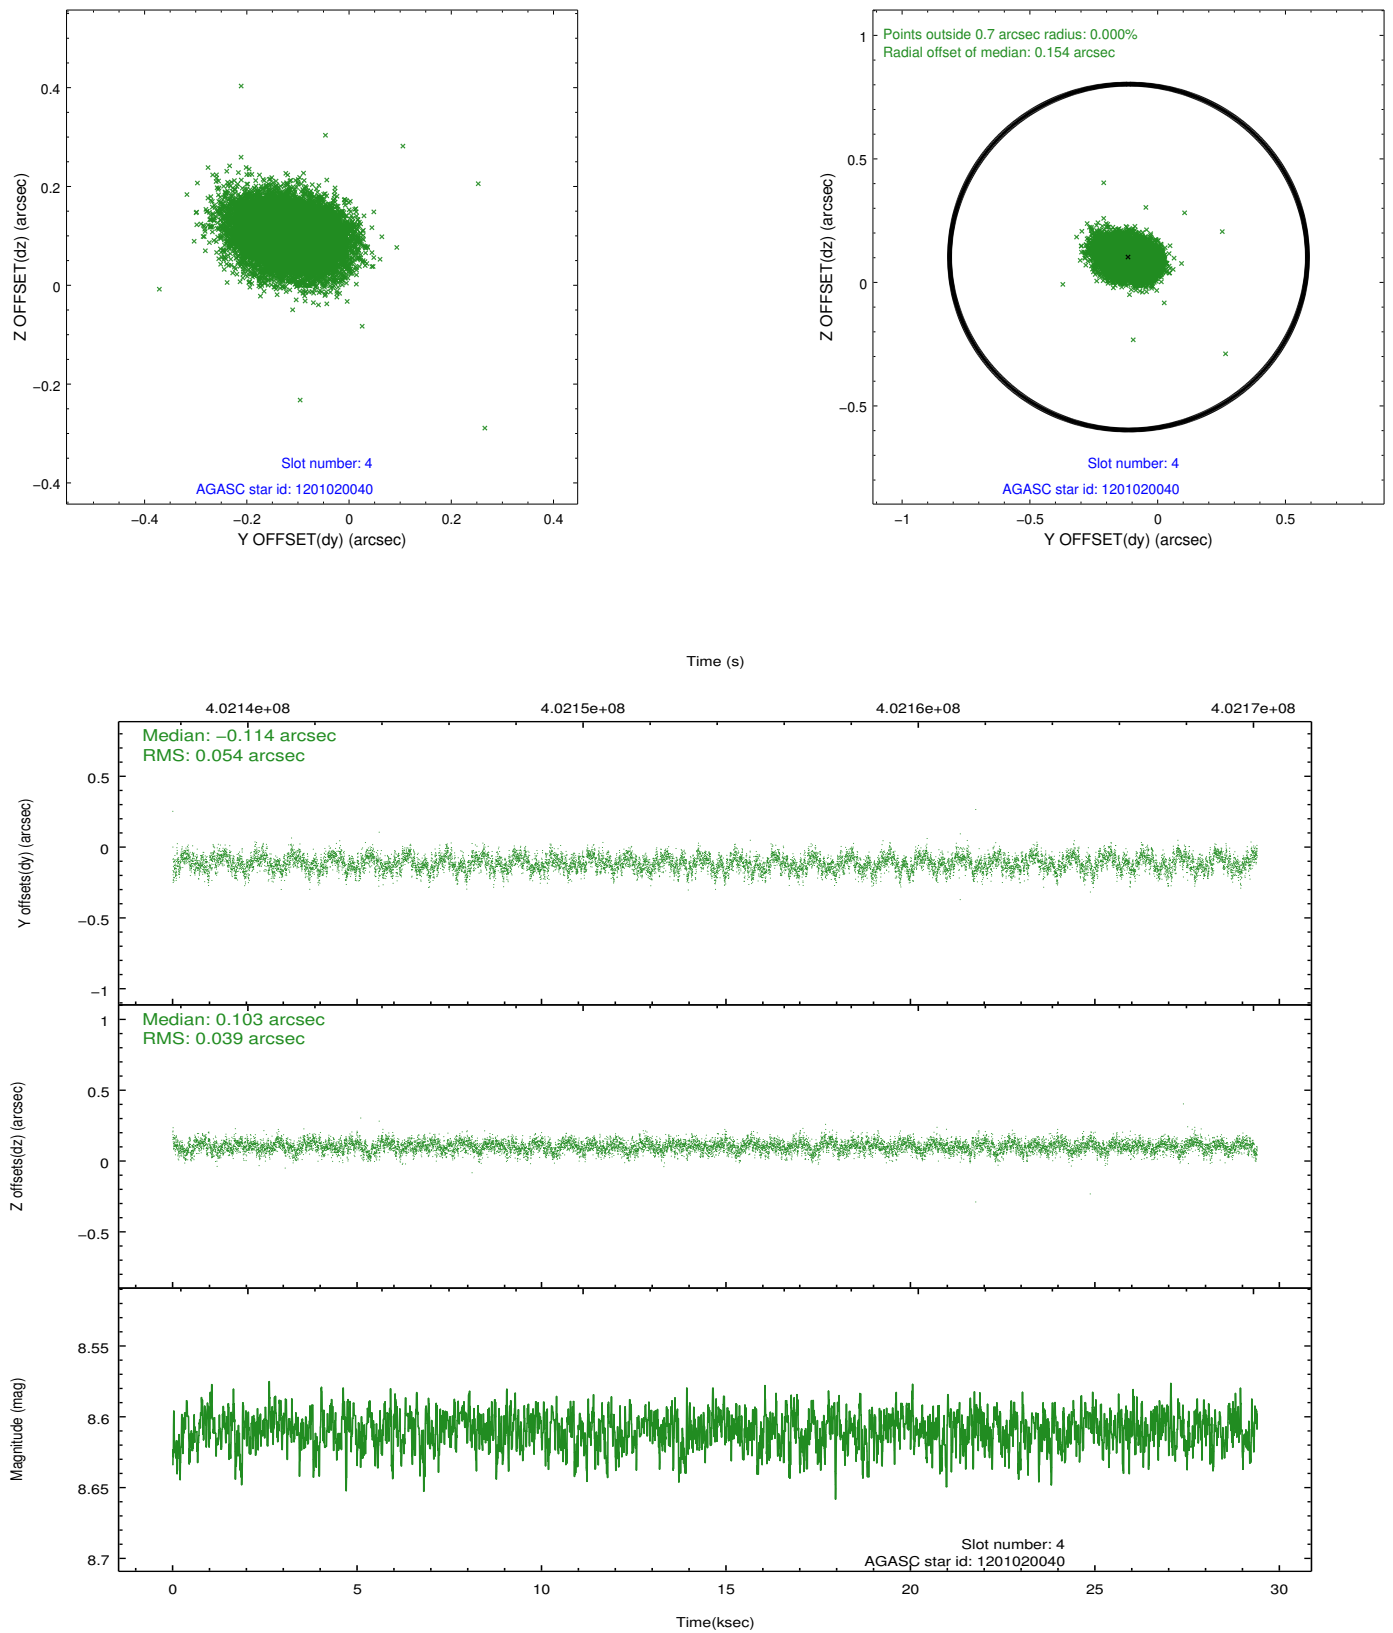 0.4
0.2
0
−0.2
−0.4
Z OFFSET(dz) (arcsec)
Slot number: 4
AGASC star id: 1201020040
−0.4
−0.2
0
0.2
0.4
Y OFFSET(dy) (arcsec)
Points outside 0.7 arcsec radius: 0.000%
Radial offset of median: 0.154 arcsec
1
0.5
0
−0.5
Z OFFSET(dz) (arcsec)
Slot number: 4
AGASC star id: 1201020040
−1
−0.5
0
0.5
Y OFFSET(dy) (arcsec)
Time (s)
4.0214e+08
4.0215e+08
4.0216e+08
4.0217e+08
Median: −0.114 arcsec
RMS: 0.054 arcsec
0.5
0
−0.5
−1
Y offsets(dy) (arcsec)
Median: 0.103 arcsec
RMS: 0.039 arcsec
1
0.5
0
−0.5
Z offsets(dz) (arcsec)
8.55
8.6
8.65
8.7
Magnitude (mag)
Slot number: 4
AGASC star id: 1201020040
0
5
10
15
20
25
30
Time(ksec)